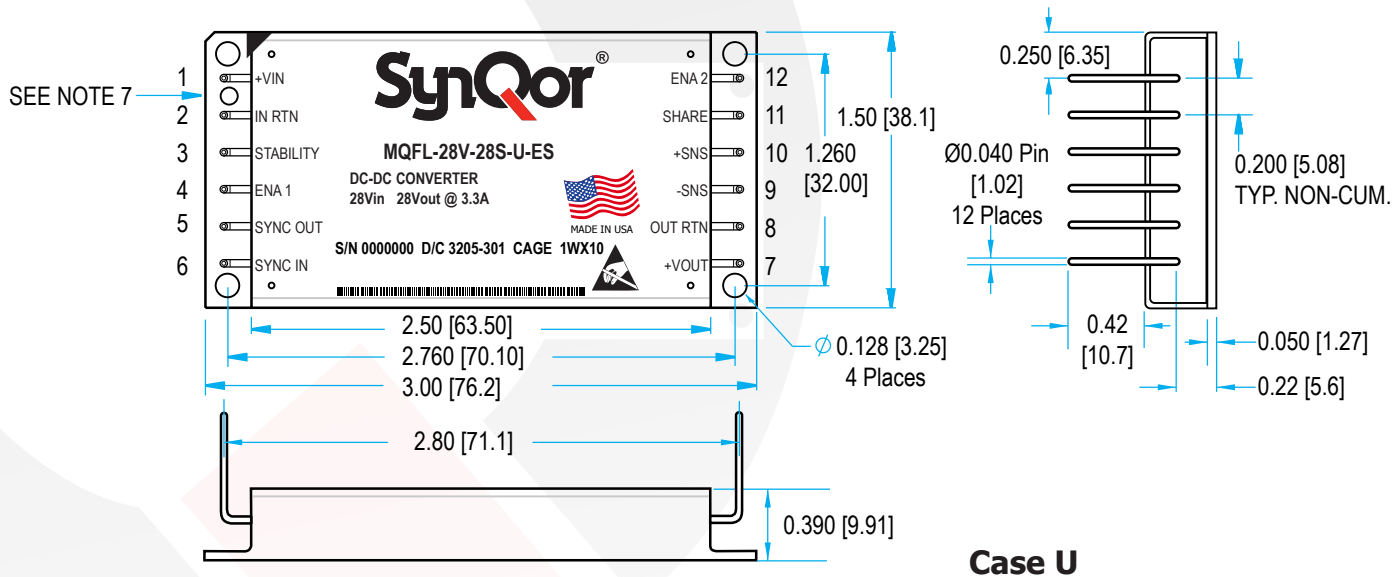 SynQor®
SEE NOTE 7
1 +VIN
2 IN RTN
3 STABILITY
4 ENA 1
5 SYNC OUT
6 SYNC IN
MQFL-28V-28S-U-ES
DC-DC CONVERTER
28Vin 28Vout @ 3.3A
MADE IN USA
S/N 0000000 D/C 3205-301 CAGE 1WX10
ENA 2 12
SHARE 11
+SNS 10
-SNS 9
OUT RTN 8
+VOUT 7
1.50 [38.1]
1.260
[32.00]
2.50 [63.50]
2.760 [70.10]
3.00 [76.2]
Ø 0.128 [3.25]
4 Places
0.250 [6.35]
Ø0.040 Pin
[1.02]
12 Places
0.200 [5.08]
TYP. NON-CUM.
0.42
[10.7]
0.050 [1.27]
0.22 [5.6]
2.80 [71.1]
0.390 [9.91]
Case U